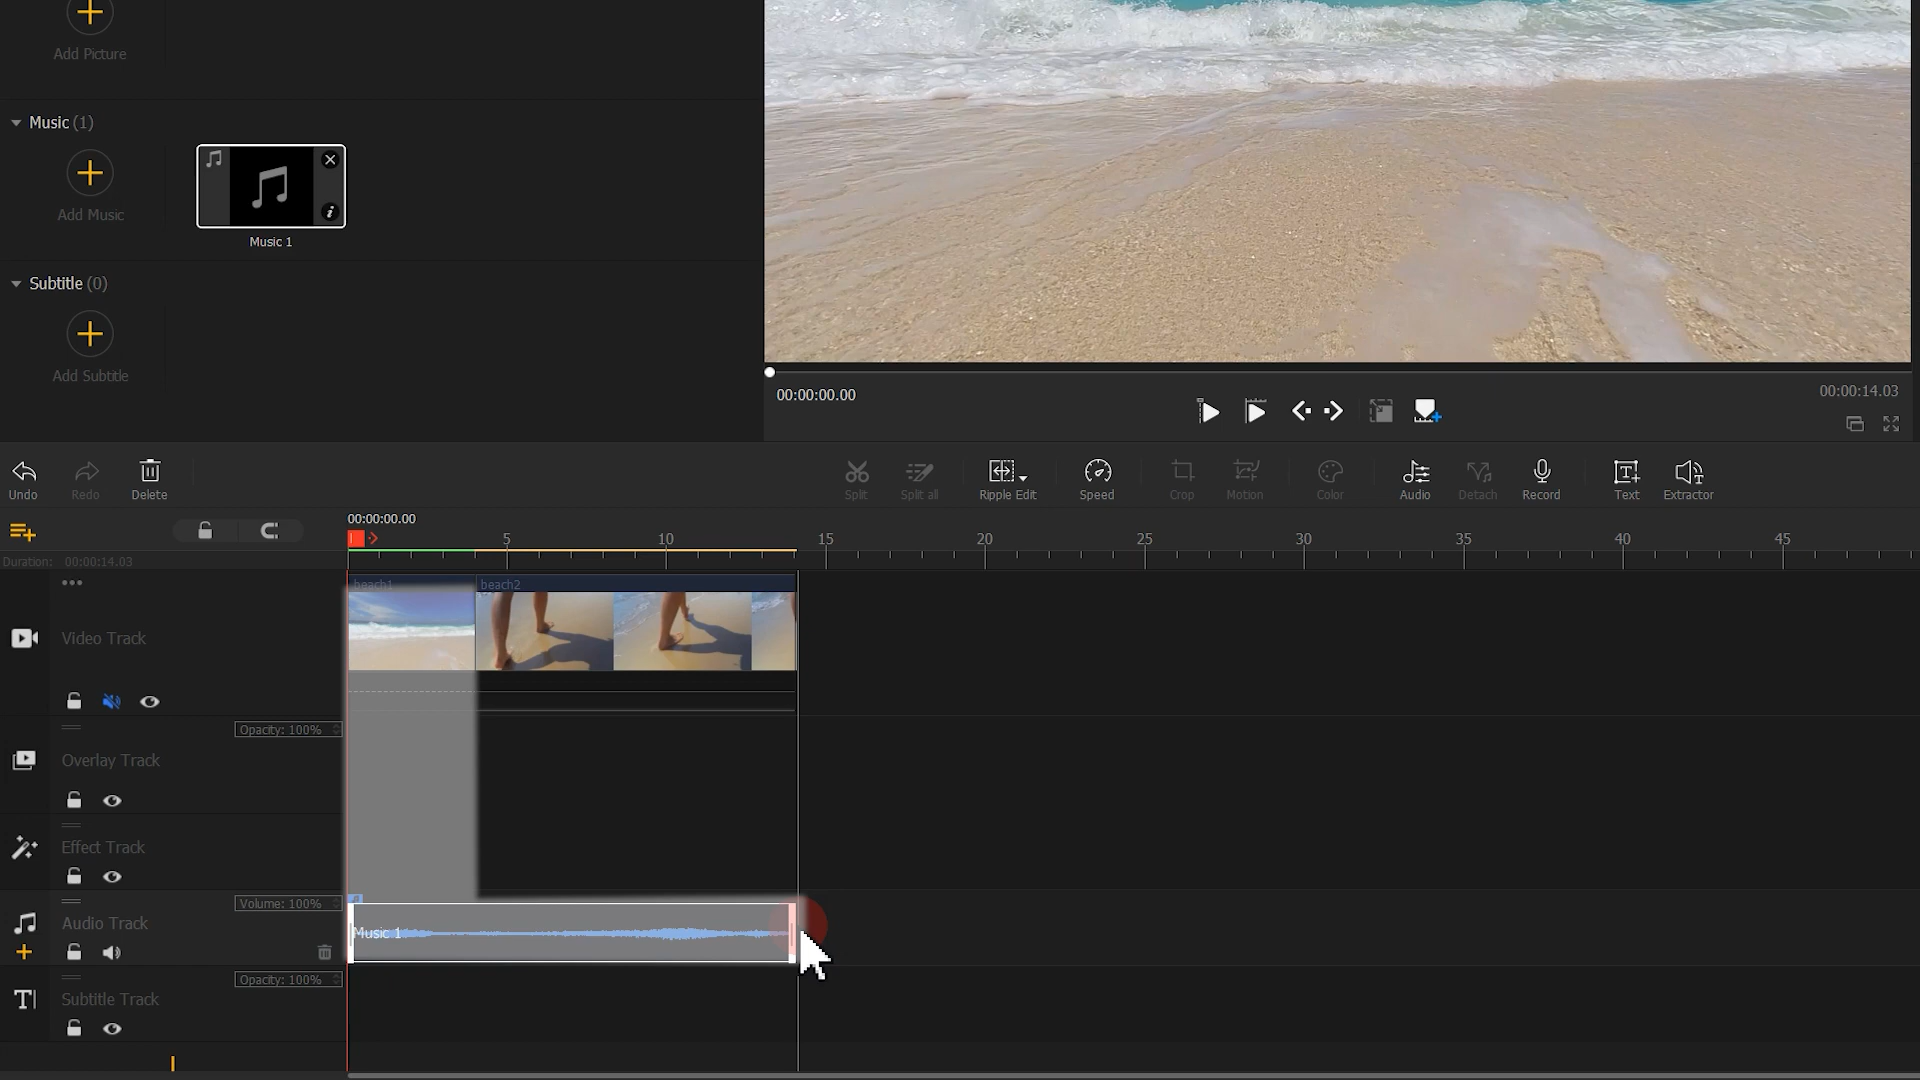 Add Picture
Music (1)
Add Music
Music 1
Subtitle (0)
Add Subtitle
00:00:00.00
00:00:14.03
Undo
Redo
Delete
Split
Split all
Ripple Edit
Speed
Crop
Motion
Color
Audio
Detach
Record
Text
Extractor
00:00:00.00
5
10
15
20
25
30
35
40
45
Duration: 00:00:14.03
beach1
beach2
Video Track
Opacity: 100%
Overlay Track
Effect Track
Volume: 100%
Audio Track
Music 1
Opacity: 100%
Subtitle Track